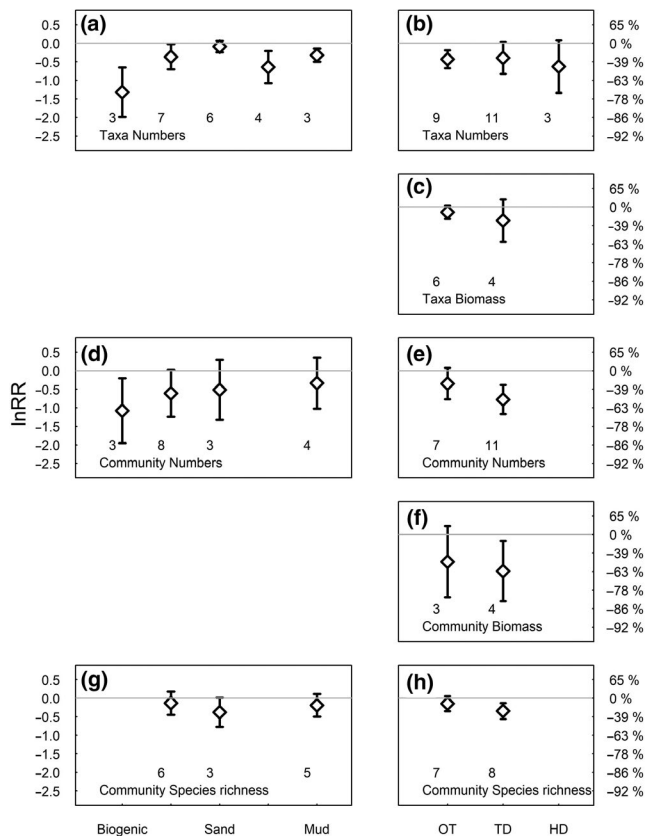 (a)
0.5
0.0
−0.5
−1.0
−1.5
−2.0
−2.5
3 7 6 4 3
Taxa Numbers
(b)
65 %
0 %
−39 %
−63 %
−78 %
−86 %
−92 %
9 11 3
Taxa Numbers
(c)
65 %
0 %
−39 %
−63 %
−78 %
−86 %
−92 %
6 4
Taxa Biomass
lnRR
(d)
0.5
0.0
−0.5
−1.0
−1.5
−2.0
−2.5
3 8 3 4
Community Numbers
(e)
65 %
0 %
−39 %
−63 %
−78 %
−86 %
−92 %
7 11
Community Numbers
(f)
65 %
0 %
−39 %
−63 %
−78 %
−86 %
−92 %
3 4
Community Biomass
(g)
0.5
0.0
−0.5
−1.0
−1.5
−2.0
−2.5
6 3 5
Community Species richness
(h)
65 %
0 %
−39 %
−63 %
−78 %
−86 %
−92 %
7 8
Community Species richness
Biogenic Sand Mud
OT TD HD